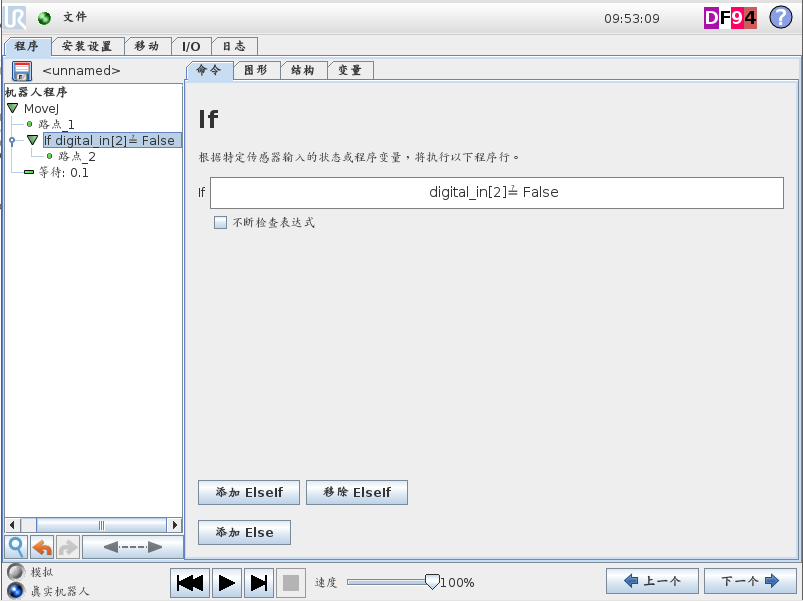 UR 文件 09:53:09 DF94 ?
程序 安装设置 移动 I/O 日志
<unnamed> 命令 图形 结构 变量
机器人程序
MoveJ
路点_1
If digital_in[2]≟ False
路点_2
等待: 0.1
If
根据特定传感器输入的状态或程序变量，将执行以下程序行。
If digital_in[2]≟ False
不断检查表达式
添加 ElseIf 移除 ElseIf
添加 Else
模拟
真实机器人
速度 100%
上一个 下一个